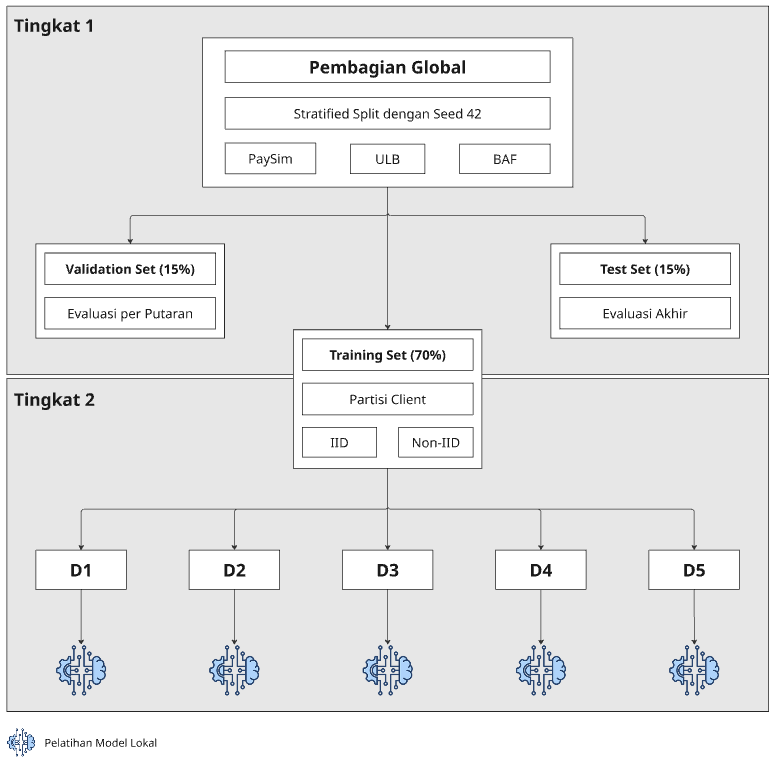 Tingkat 1
Pembagian Global
Stratified Split dengan Seed 42
PaySim
ULB
BAF
Validation Set (15%)
Evaluasi per Putaran
Test Set (15%)
Evaluasi Akhir
Training Set (70%)
Tingkat 2
Partisi Client
IID
Non-IID
D1
D2
D3
D4
D5
Pelatihan Model Lokal